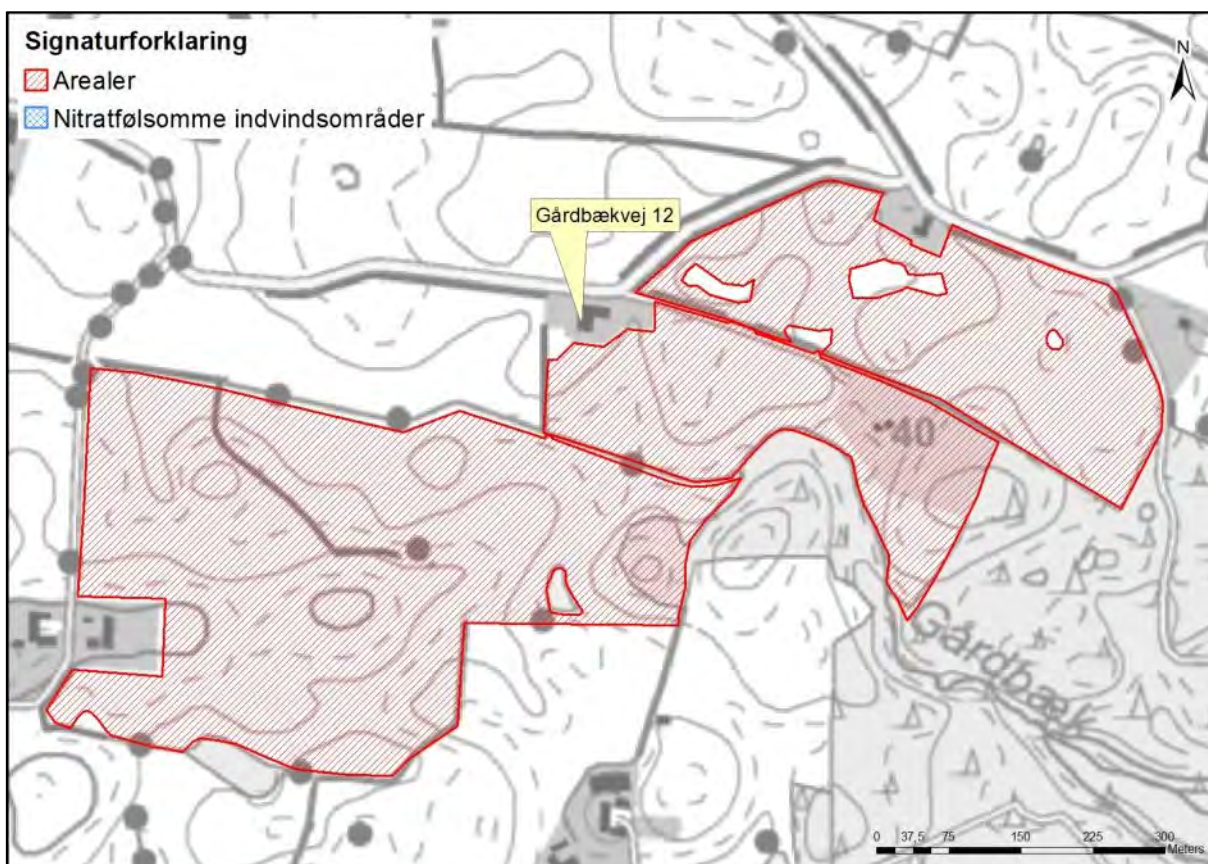 Signaturforklaring
Arealer
Nitratfølsomme indvindsområder
N
Gårdbækvej 12
40
Gårdbæk
0 37,5 75 150 225 300
Meters